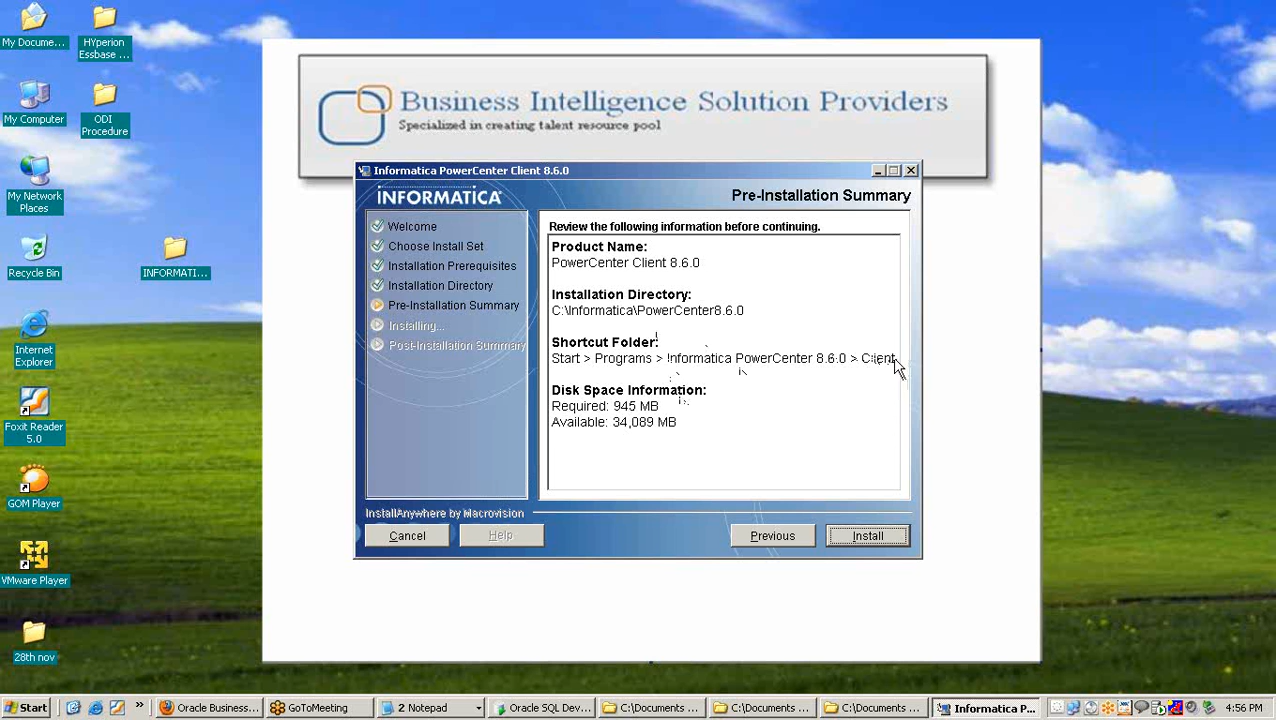 My Docume...
HYperion
Essbase ...
My Computer
ODI
Procedure
My Network
Places
Recycle Bin
INFORMATI...
Internet
Explorer
Foxit Reader
5.0
GOM Player
VMware Player
28th nov
Business Intelligence Solution Providers
Specialized in creating talent resource pool
Informatica PowerCenter Client 8.6.0
INFORMATICA®
Pre-Installation Summary
Welcome
Choose Install Set
Installation Prerequisites
Installation Directory
Pre-Installation Summary
Installing...
Post-Installation Summary
Review the following information before continuing.
Product Name:
PowerCenter Client 8.6.0
Installation Directory:
C:\Informatica\PowerCenter8.6.0
Shortcut Folder:
Start > Programs > Informatica PowerCenter 8.6.0 > Client
Disk Space Information:
Required: 945 MB
Available: 34,089 MB
InstallAnywhere by Macrovision
Cancel
Help
Previous
Install
Start
»
Oracle Business...
GoToMeeting
2 Notepad
Oracle SQL Dev...
C:\Documents ...
C:\Documents ...
C:\Documents ...
Informatica P...
4:56 PM